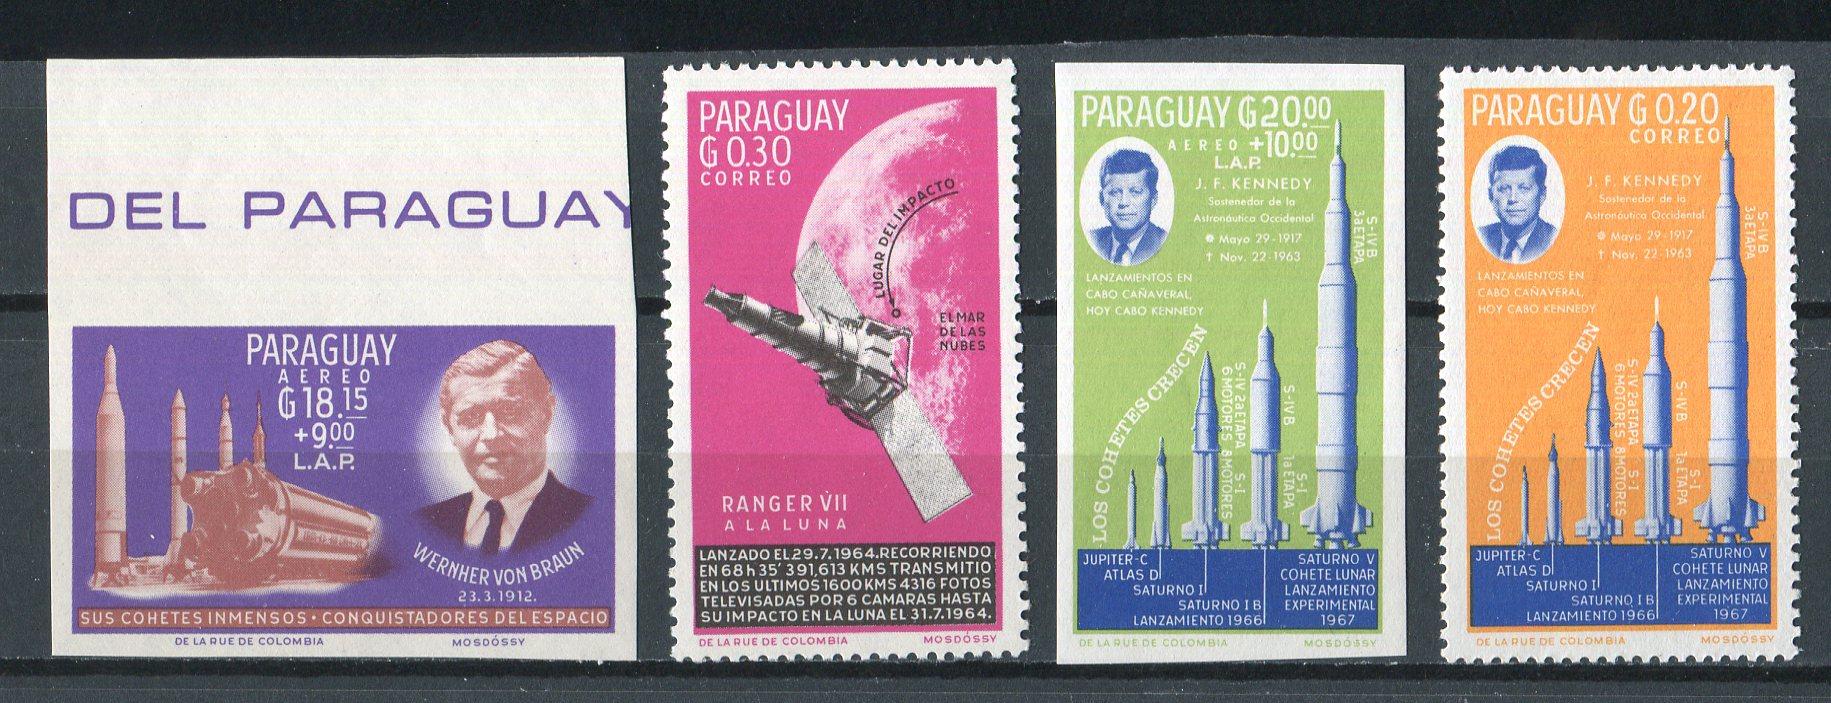 DEL PARAGUAY
PARAGUAY
AEREO
₲ 18.15
+9.00
L.A.P.
WERNHER VON BRAUN
23.3.1912.
SUS COHETES INMENSOS · CONQUISTADORES DEL ESPACIO
DE LA RUE DE COLOMBIA MOSDÓSSY
PARAGUAY
₲ 0.30
CORREO
LUGAR DEL IMPACTO
EL MAR
DE LAS
NUBES
RANGER VII
A LA LUNA
LANZADO EL 29.7.1964. RECORRIENDO
EN 68h 35' 391,613 KMS TRANSMITIO
EN LOS ULTIMOS 1600 KMS 4316 FOTOS
TELEVISADAS POR 6 CAMARAS HASTA
SU IMPACTO EN LA LUNA EL 31.7.1964.
DE LA RUE DE COLOMBIA MOSDÓSSY
PARAGUAY ₲ 20.00
AEREO +10.00
L.A.P.
J. F. KENNEDY
Sostenedor de la
Astronáutica Occidental
Mayo 29-1917
† Nov. 22-1963
LANZAMIENTOS EN
CABO CAÑAVERAL,
HOY CABO KENNEDY
LOS COHETES CRECEN
S-IV 2a ETAPA
6 MOTORES
S-I
8 MOTORES
S-IVB
S-I
1a ETAPA
S-IVB
3a ETAPA
JUPITER-C
ATLAS D
SATURNO I
SATURNO I B
LANZAMIENTO 1966
SATURNO V
COHETE LUNAR
LANZAMIENTO
EXPERIMENTAL
1967
DE LA RUE DE COLOMBIA MOSDÓSSY
PARAGUAY ₲ 0.20
CORREO
J. F. KENNEDY
Sostenedor de la
Astronáutica Occidental
Mayo 29-1917
† Nov. 22-1963
LANZAMIENTOS EN
CABO CAÑAVERAL,
HOY CABO KENNEDY
LOS COHETES CRECEN
S-IV 2a ETAPA
6 MOTORES
S-I
8 MOTORES
S-IVB
S-I
1a ETAPA
S-IVB
3a ETAPA
JUPITER-C
ATLAS D
SATURNO I
SATURNO I B
LANZAMIENTO 1966
SATURNO V
COHETE LUNAR
LANZAMIENTO
EXPERIMENTAL
1967
DE LA RUE DE COLOMBIA MOSDÓSSY